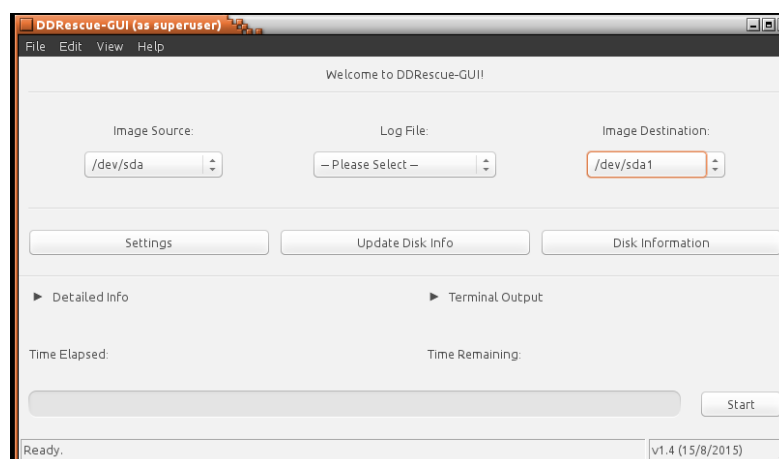 DDRescue-GUI (as superuser)
File Edit View Help
Welcome to DDRescue-GUI!
Image Source: Log File: Image Destination:
/dev/sda -- Please Select -- /dev/sda1
Settings Update Disk Info Disk Information
Detailed Info Terminal Output
Time Elapsed: Time Remaining:
Start
Ready. v1.4 (15/8/2015)